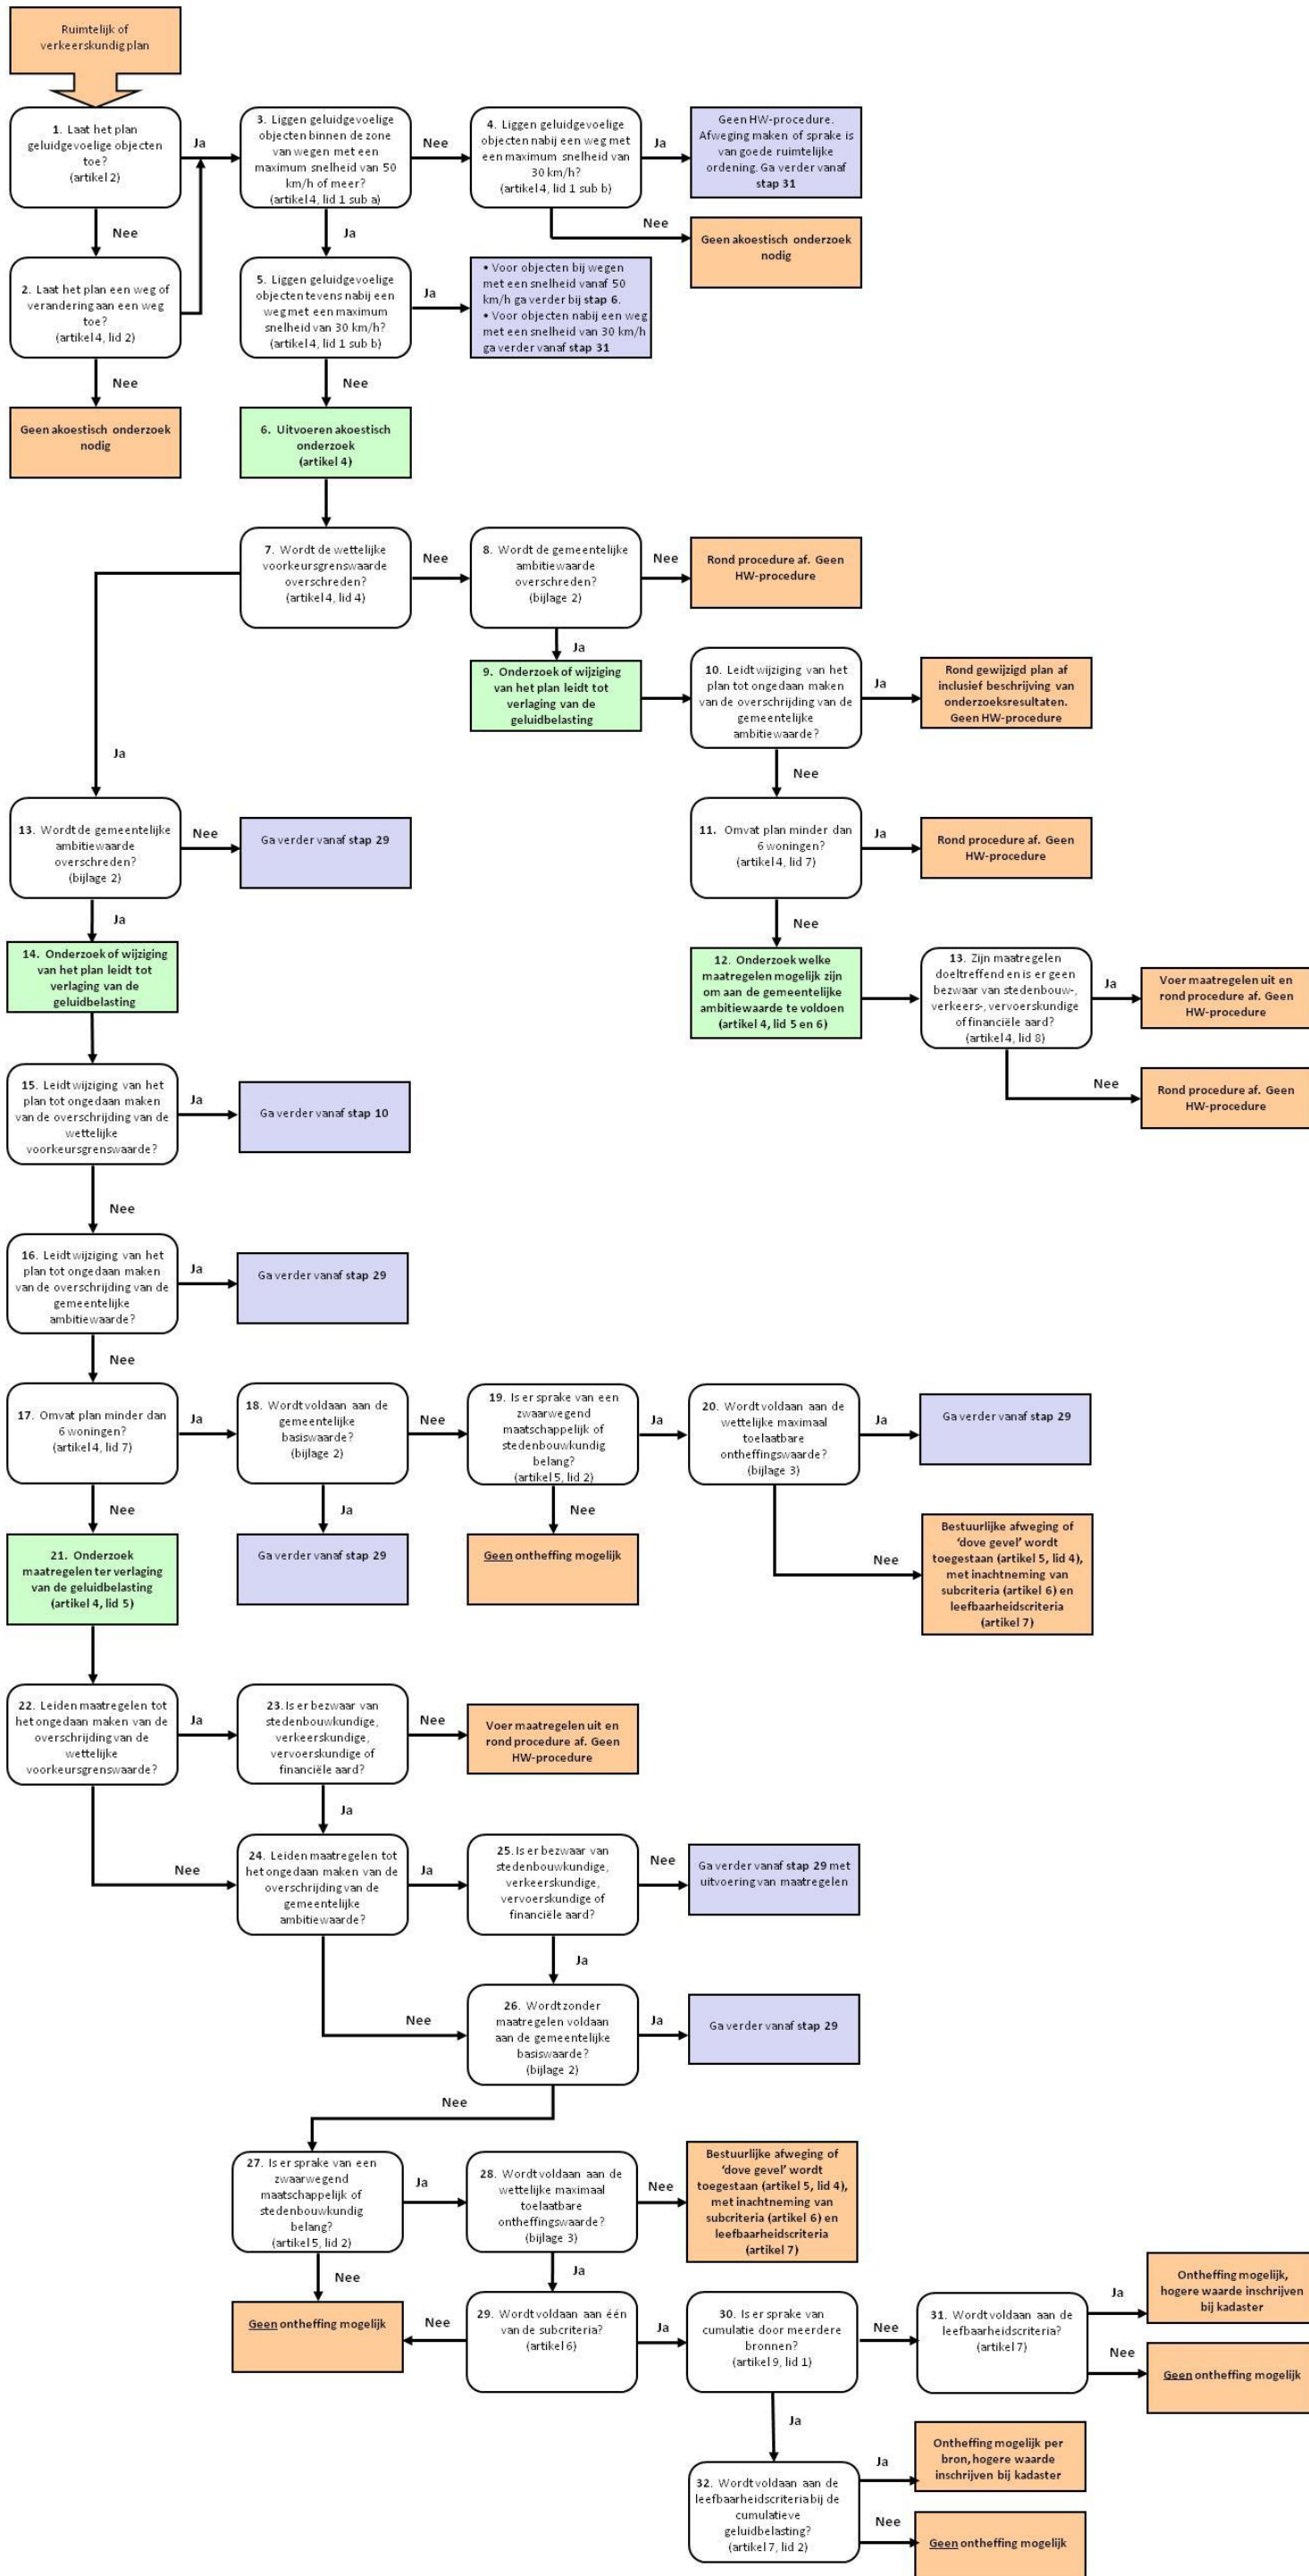 Ruimtelijk of
verkeerskundig plan
1. Laat het plan
geluidgevoelige objecten
toe?
(artikel 2)
Ja
3. Liggen geluidgevoelige
objecten binnen de zone
van wegen met een
maximum snelheid van 50
km/h of meer?
(artikel 4, lid 1 sub a)
Nee
4. Liggen geluidgevoelige
objecten nabij een weg met
een maximum snelheid van
30 km/h?
(artikel 4, lid 1 sub b)
Ja
Geen HW-procedure.
Afweging maken of sprake is
van goede ruimtelijke
ordening. Ga verder vanaf
stap 31
Nee
Geen akoestisch onderzoek
nodig
Nee
Ja
2. Laat het plan een weg of
verandering aan een weg
toe?
(artikel 4, lid 2)
5. Liggen geluidgevoelige
objecten tevens nabij een
weg met een maximum
snelheid van 30 km/h?
(artikel 4, lid 1 sub b)
Ja
• Voor objecten bij wegen
met een snelheid vanaf 50
km/h ga verder bij stap 6.
• Voor objecten nabij een weg
met een snelheid van 30 km/h
ga verder vanaf stap 31
Nee
Nee
Geen akoestisch onderzoek
nodig
6. Uitvoeren akoestisch
onderzoek
(artikel 4)
7. Wordt de wettelijke
voorkeursgrenswaarde
overschreden?
(artikel 4, lid 4)
Nee
8. Wordt de gemeentelijke
ambitiewaarde
overschreden?
(bijlage 2)
Nee
Rond procedure af. Geen
HW-procedure
Ja
9. Onderzoek of wijziging
van het plan leidt tot
verlaging van de
geluidbelasting
10. Leidt wijziging van het
plan tot ongedaan maken
van de overschrijding van de
gemeentelijke
ambitiewaarde?
Ja
Rond gewijzigd plan af
inclusief beschrijving van
onderzoeksresultaten.
Geen HW-procedure
Ja
Nee
13. Wordt de gemeentelijke
ambitiewaarde
overschreden?
(bijlage 2)
Nee
Ga verder vanaf stap 29
11. Omvat plan minder dan
6 woningen?
(artikel 4, lid 7)
Ja
Rond procedure af. Geen
HW-procedure
Ja
Nee
14. Onderzoek of wijziging
van het plan leidt tot
verlaging van de
geluidbelasting
12. Onderzoek welke
maatregelen mogelijk zijn
om aan de gemeentelijke
ambitiewaarde te voldoen
(artikel 4, lid 5 en 6)
13. Zijn maatregelen
doeltreffend en is er geen
bezwaar van stedenbouw-,
verkeers-, vervoerskundige
of financiële aard?
(artikel 4, lid 8)
Ja
Voer maatregelen uit en
rond procedure af. Geen
HW-procedure
Nee
Rond procedure af. Geen
HW-procedure
15. Leidt wijziging van het
plan tot ongedaan maken
van de overschrijding van de
wettelijke
voorkeursgrenswaarde?
Ja
Ga verder vanaf stap 10
Nee
16. Leidt wijziging van het
plan tot ongedaan maken
van de overschrijding van de
gemeentelijke
ambitiewaarde?
Ja
Ga verder vanaf stap 29
Nee
17. Omvat plan minder dan
6 woningen?
(artikel 4, lid 7)
Ja
18. Wordt voldaan aan de
gemeentelijke
basiswaarde?
(bijlage 2)
Nee
19. Is er sprake van een
zwaarwegend
maatschappelijk of
stedenbouwkundig
belang?
(artikel 5, lid 2)
Ja
20. Wordt voldaan aan de
wettelijke maximaal
toelaatbare
ontheffingswaarde?
(bijlage 3)
Ja
Ga verder vanaf stap 29
Nee
Ja
Nee
21. Onderzoek
maatregelen ter verlaging
van de geluidbelasting
(artikel 4, lid 5)
Ga verder vanaf stap 29
Geen ontheffing mogelijk
Nee
Bestuurlijke afweging of
‘dove gevel’ wordt
toegestaan (artikel 5, lid 4),
met inachtneming van
subcriteria (artikel 6) en
leefbaarheidscriteria
(artikel 7)
22. Leiden maatregelen tot
het ongedaan maken van de
overschrijding van de
wettelijke
voorkeursgrenswaarde?
Ja
23. Is er bezwaar van
stedenbouwkundige,
verkeerskundige,
vervoerskundige of
financiële aard?
Nee
Voer maatregelen uit en
rond procedure af. Geen
HW-procedure
Ja
Nee
24. Leiden maatregelen tot
het ongedaan maken van de
overschrijding van de
gemeentelijke
ambitiewaarde?
Ja
25. Is er bezwaar van
stedenbouwkundige,
verkeerskundige,
vervoerskundige of
financiële aard?
Nee
Ga verder vanaf stap 29 met
uitvoering van maatregelen
Ja
Nee
26. Wordt zonder
maatregelen voldaan
aan de gemeentelijke
basiswaarde?
(bijlage 2)
Ja
Ga verder vanaf stap 29
Nee
27. Is er sprake van een
zwaarwegend
maatschappelijk of
stedenbouwkundig
belang?
(artikel 5, lid 2)
Ja
28. Wordt voldaan aan de
wettelijke maximaal
toelaatbare
ontheffingswaarde?
(bijlage 3)
Nee
Bestuurlijke afweging of
‘dove gevel’ wordt
toegestaan (artikel 5, lid 4),
met inachtneming van
subcriteria (artikel 6) en
leefbaarheidscriteria
(artikel 7)
Nee
Ja
Geen ontheffing mogelijk
Nee
29. Wordt voldaan aan één
van de subcriteria?
(artikel 6)
Ja
30. Is er sprake van
cumulatie door meerdere
bronnen?
(artikel 9, lid 1)
Nee
31. Wordt voldaan aan de
leefbaarheidscriteria?
(artikel 7)
Ja
Ontheffing mogelijk,
hogere waarde inschrijven
bij kadaster
Nee
Geen ontheffing mogelijk
Ja
32. Wordt voldaan aan de
leefbaarheidscriteria bij de
cumulatieve
geluidbelasting?
(artikel 7, lid 2)
Ja
Ontheffing mogelijk per
bron, hogere waarde
inschrijven bij kadaster
Nee
Geen ontheffing mogelijk